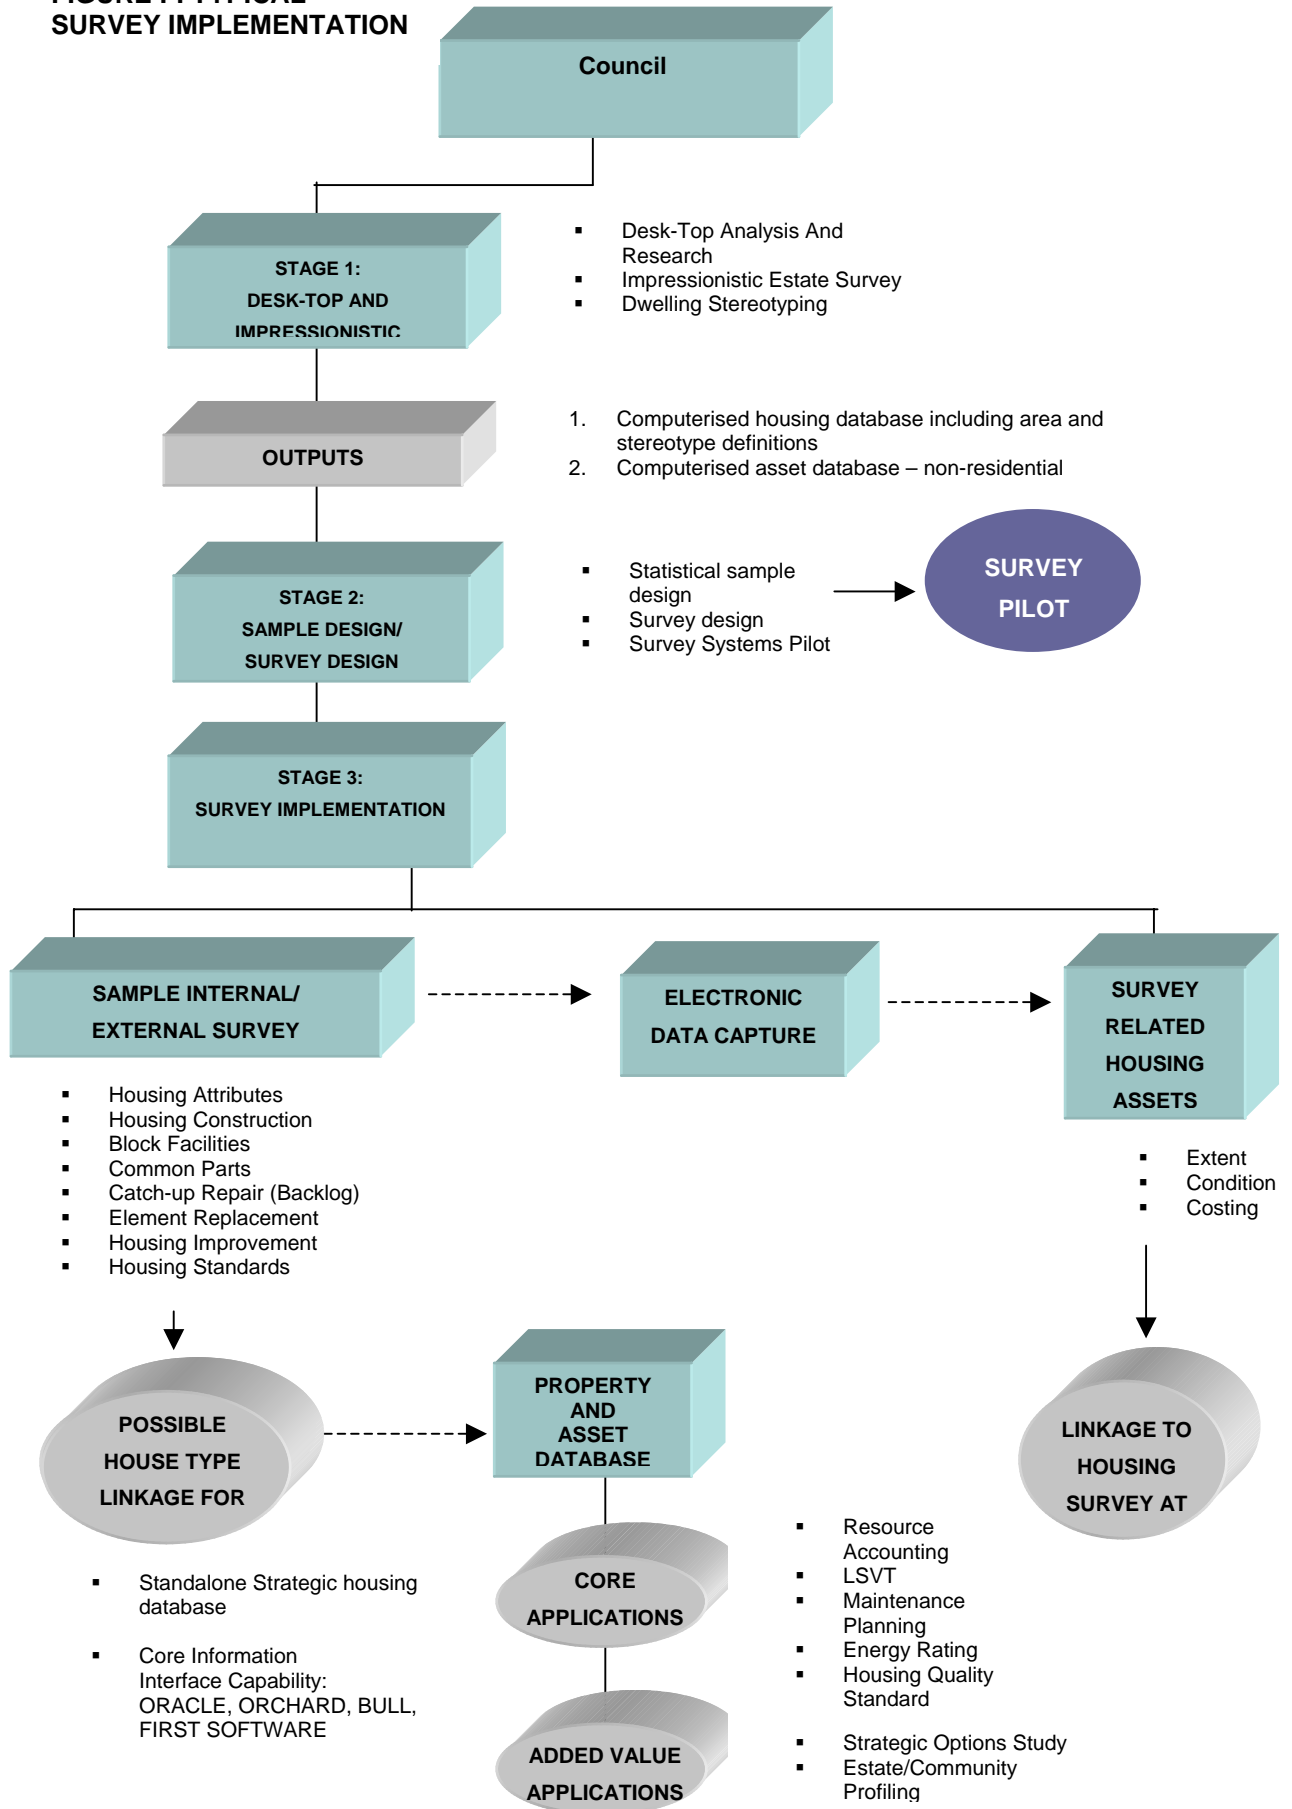 SURVEY IMPLEMENTATION
Council
STAGE 1:
DESK-TOP AND
IMPRESSIONISTIC
▪ Desk-Top Analysis And
Research
▪ Impressionistic Estate Survey
▪ Dwelling Stereotyping
OUTPUTS
1. Computerised housing database including area and
stereotype definitions
2. Computerised asset database – non-residential
STAGE 2:
SAMPLE DESIGN/
SURVEY DESIGN
▪ Statistical sample
design
▪ Survey design
▪ Survey Systems Pilot
SURVEY
PILOT
STAGE 3:
SURVEY IMPLEMENTATION
SAMPLE INTERNAL/
EXTERNAL SURVEY
ELECTRONIC
DATA CAPTURE
SURVEY
RELATED
HOUSING
ASSETS
▪ Housing Attributes
▪ Housing Construction
▪ Block Facilities
▪ Common Parts
▪ Catch-up Repair (Backlog)
▪ Element Replacement
▪ Housing Improvement
▪ Housing Standards
▪ Extent
▪ Condition
▪ Costing
POSSIBLE
HOUSE TYPE
LINKAGE FOR
PROPERTY
AND
ASSET
DATABASE
LINKAGE TO
HOUSING
SURVEY AT
▪ Standalone Strategic housing
database
▪ Core Information
Interface Capability:
ORACLE, ORCHARD, BULL,
FIRST SOFTWARE
CORE
APPLICATIONS
▪ Resource
Accounting
▪ LSVT
▪ Maintenance
Planning
▪ Energy Rating
▪ Housing Quality
Standard
ADDED VALUE
APPLICATIONS
▪ Strategic Options Study
▪ Estate/Community
Profiling